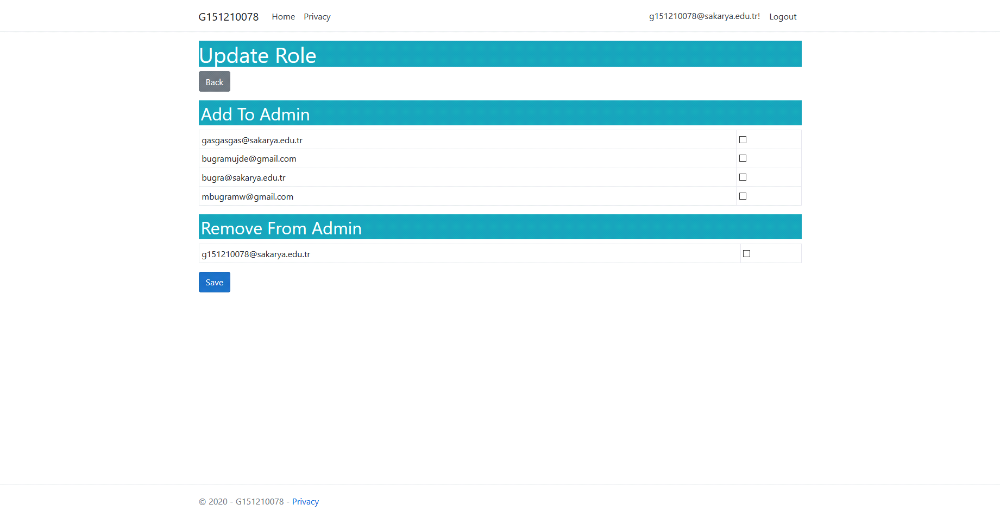 G151210078 Home Privacy g151210078@sakarya.edu.tr! Logout
Update Role
Back
Add To Admin
gasgasgas@sakarya.edu.tr
bugramujde@gmail.com
bugra@sakarya.edu.tr
mbugramw@gmail.com
Remove From Admin
g151210078@sakarya.edu.tr
Save
© 2020 - G151210078 - Privacy